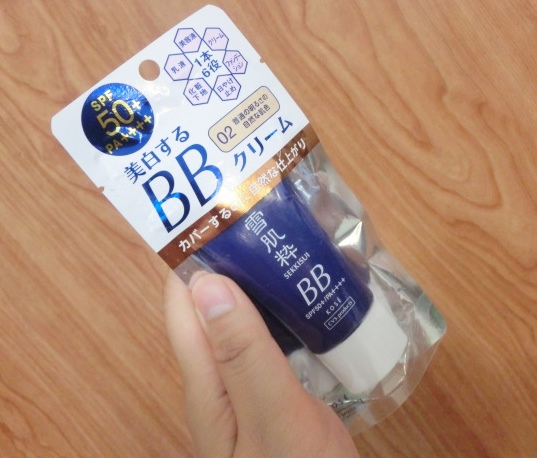 美容液
クリーム
乳液
1本
6役
ファンデーション
化粧
下地
日やけ
止め
SPF
50+
PA++++
美白する
BB
クリーム
02
普通の明るさの
自然な肌色
カバーする
自然な仕上がり
雪肌粋
SEKKISUI
BB
SPF50+/PA++++
KOSÉ